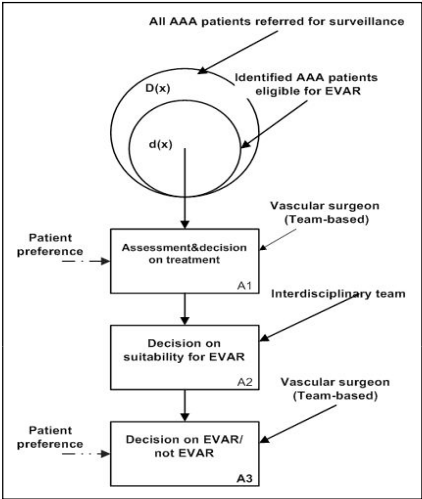 All AAA patients referred for surveillance
D(x)
Identified AAA patients
eligible for EVAR
d(x)
Vascular surgeon
(Team-based)
Patient
preference
Assessment&decision
on treatment
A1
Interdisciplinary team
Decision on
suitability for EVAR
A2
Vascular surgeon
(Team-based)
Patient
preference
Decision on EVAR/
not EVAR
A3